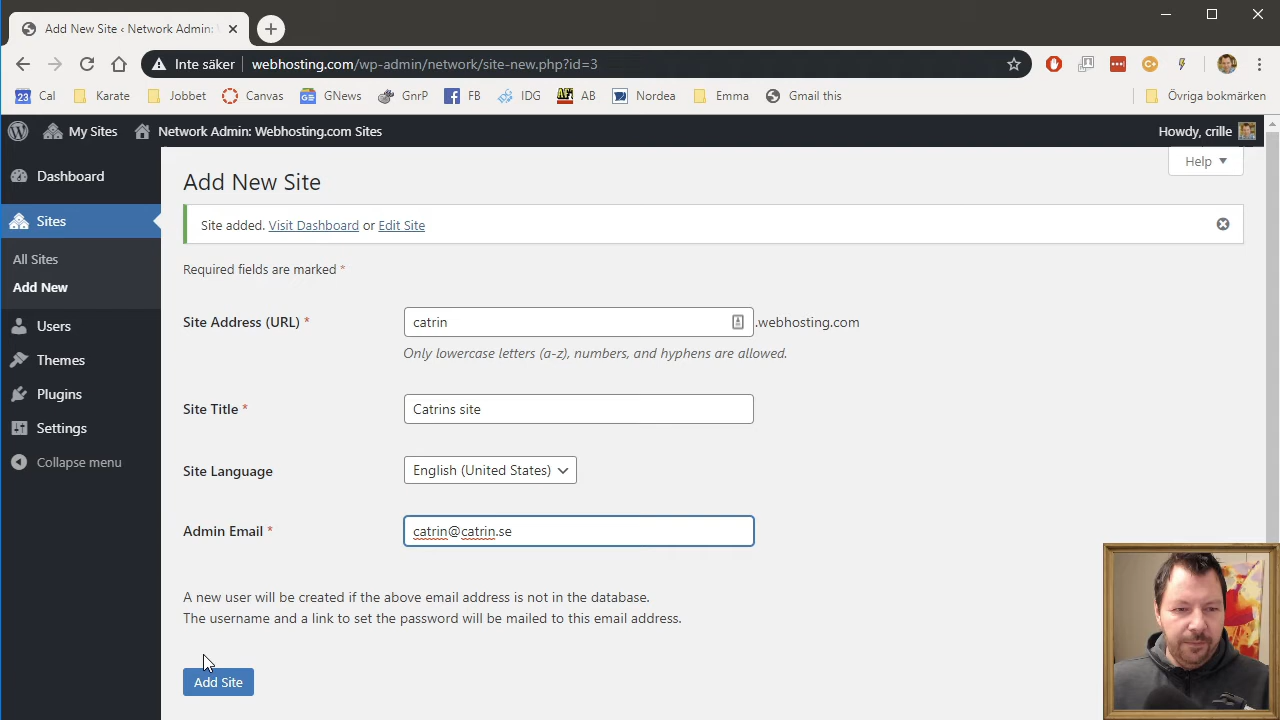 Add New Site ‹ Network Admin:
Inte säker webhosting.com/wp-admin/network/site-new.php?id=3
23 Cal Karate Jobbet Canvas GNews GnrP FB IDG AB Nordea Emma Gmail this Övriga bokmärken
My Sites Network Admin: Webhosting.com Sites Howdy, crille
Help
Dashboard
Sites
All Sites
Add New
Users
Themes
Plugins
Settings
Collapse menu
Add New Site
Site added. Visit Dashboard or Edit Site
Required fields are marked *
Site Address (URL) * catrin .webhosting.com
Only lowercase letters (a-z), numbers, and hyphens are allowed.
Site Title * Catrins site
Site Language English (United States)
Admin Email * catrin@catrin.se
A new user will be created if the above email address is not in the database.
The username and a link to set the password will be mailed to this email address.
Add Site